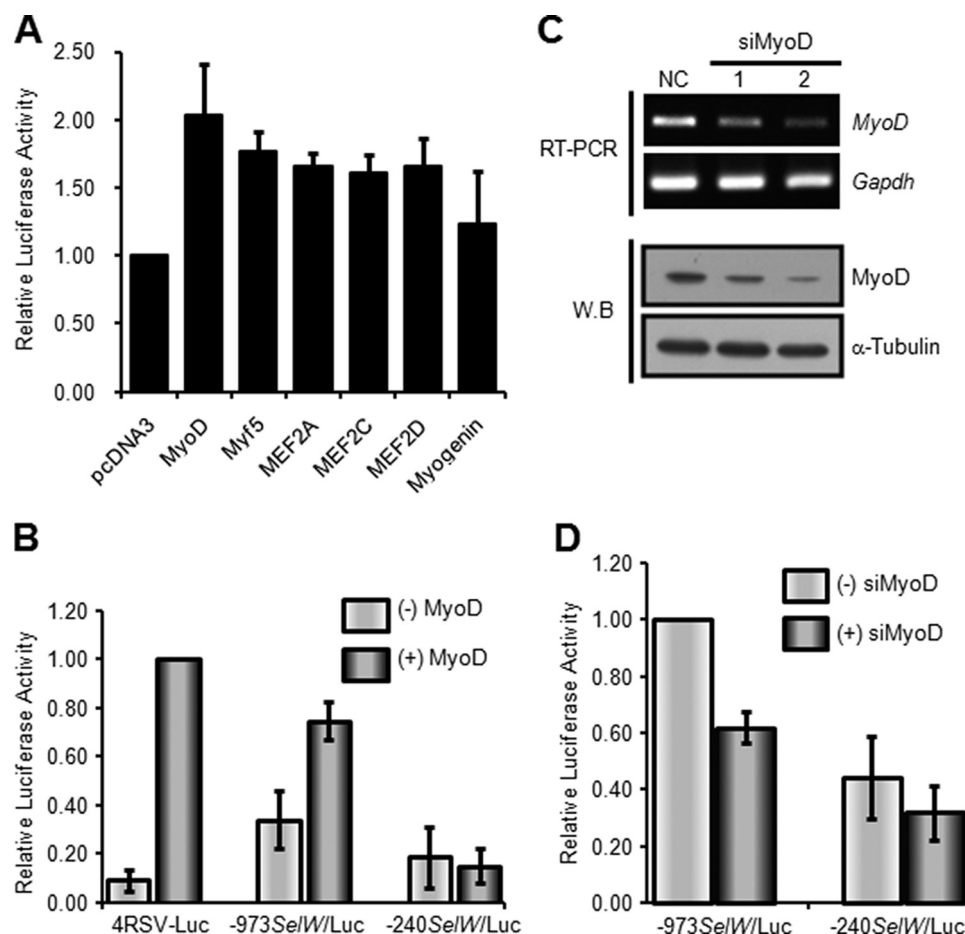 A
Relative Luciferase Activity
2.50
2.00
1.50
1.00
0.50
0.00
pcDNA3
MyoD
Myf5
MEF2A
MEF2C
MEF2D
Myogenin
C
siMyoD
NC 1 2
RT-PCR
MyoD
Gapdh
W.B
MyoD
α-Tubulin
B
Relative Luciferase Activity
1.20
1.00
0.80
0.60
0.40
0.20
0.00
(-) MyoD
(+) MyoD
4RSV-Luc
-973SelW/Luc
-240SelW/Luc
D
Relative Luciferase Activity
1.20
1.00
0.80
0.60
0.40
0.20
0.00
(-) siMyoD
(+) siMyoD
-973SelW/Luc
-240SelW/Luc